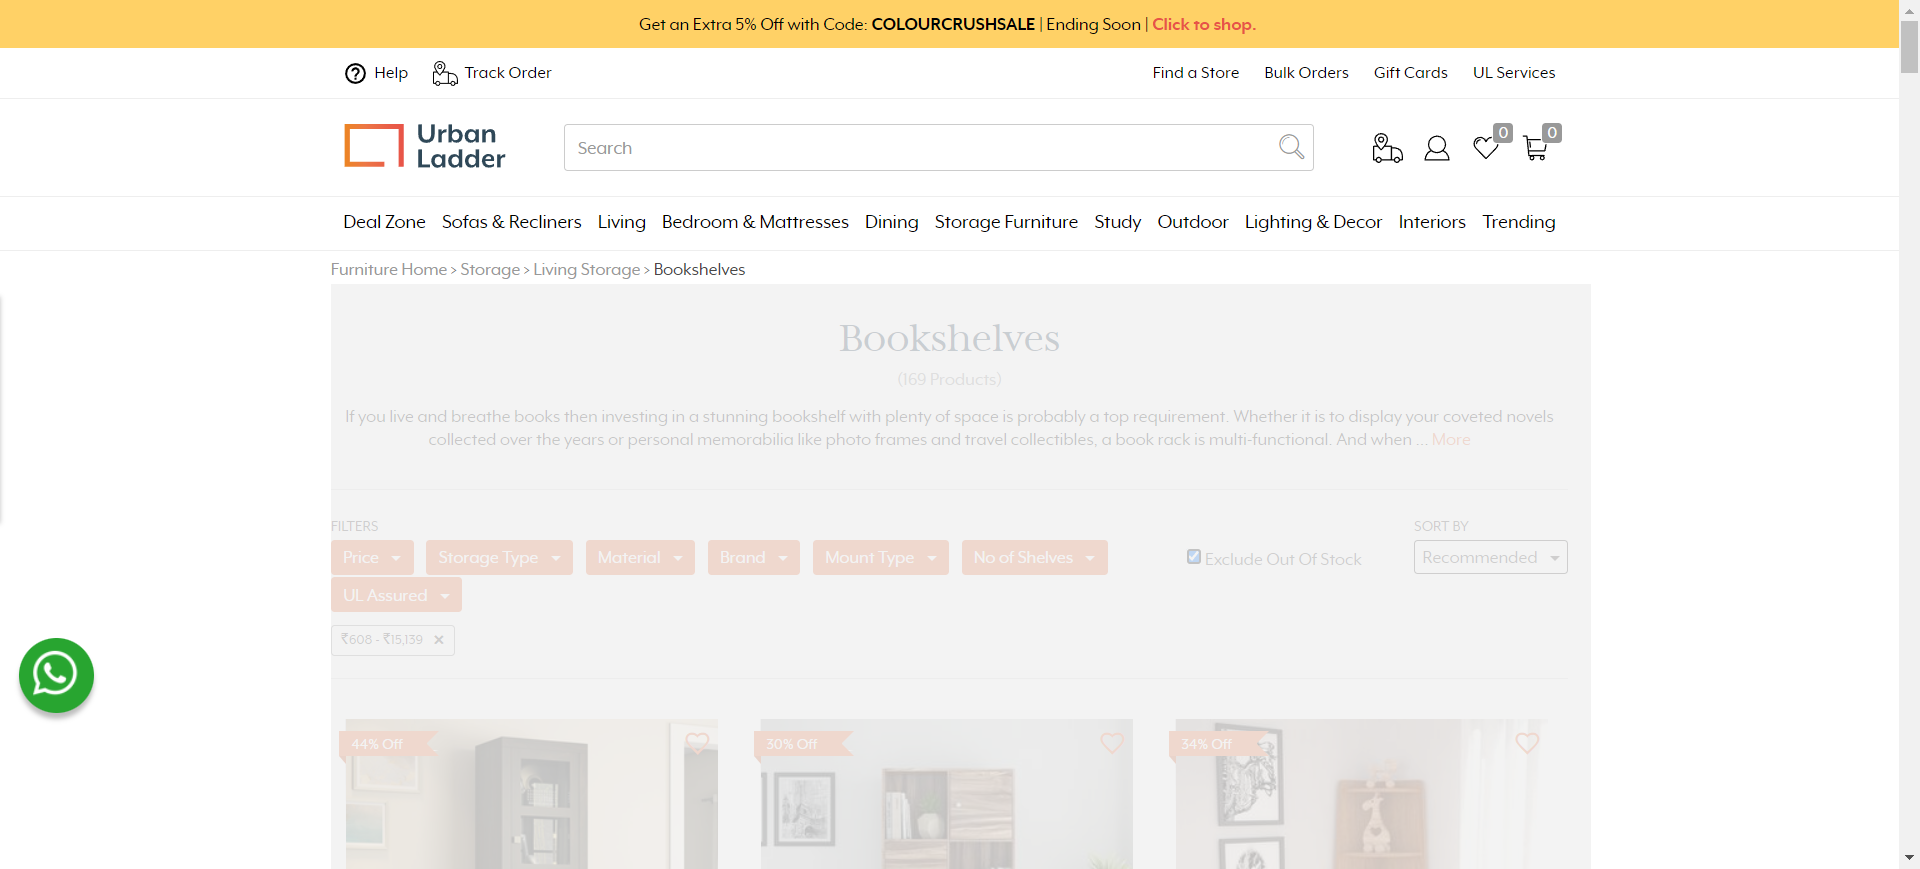 Get an Extra 5% Off with Code: COLOURCRUSHSALE | Ending Soon | Click to shop.
Help Track Order Find a Store Bulk Orders Gift Cards UL Services
Urban
Ladder
Search
0 0
Deal Zone Sofas & Recliners Living Bedroom & Mattresses Dining Storage Furniture Study Outdoor Lighting & Decor Interiors Trending
Furniture Home > Storage > Living Storage > Bookshelves
Bookshelves
(169 Products)
If you live and breathe books then investing in a stunning bookshelf with plenty of space is probably a top requirement. Whether it is to display your coveted novels
collected over the years or personal memorabilia like photo frames and travel collectibles, a book rack is multi-functional. And when ... More
FILTERS SORT BY
Price Storage Type Material Brand Mount Type No of Shelves Exclude Out Of Stock Recommended
UL Assured
₹608 - ₹15,139 ×
44% Off 30% Off 34% Off